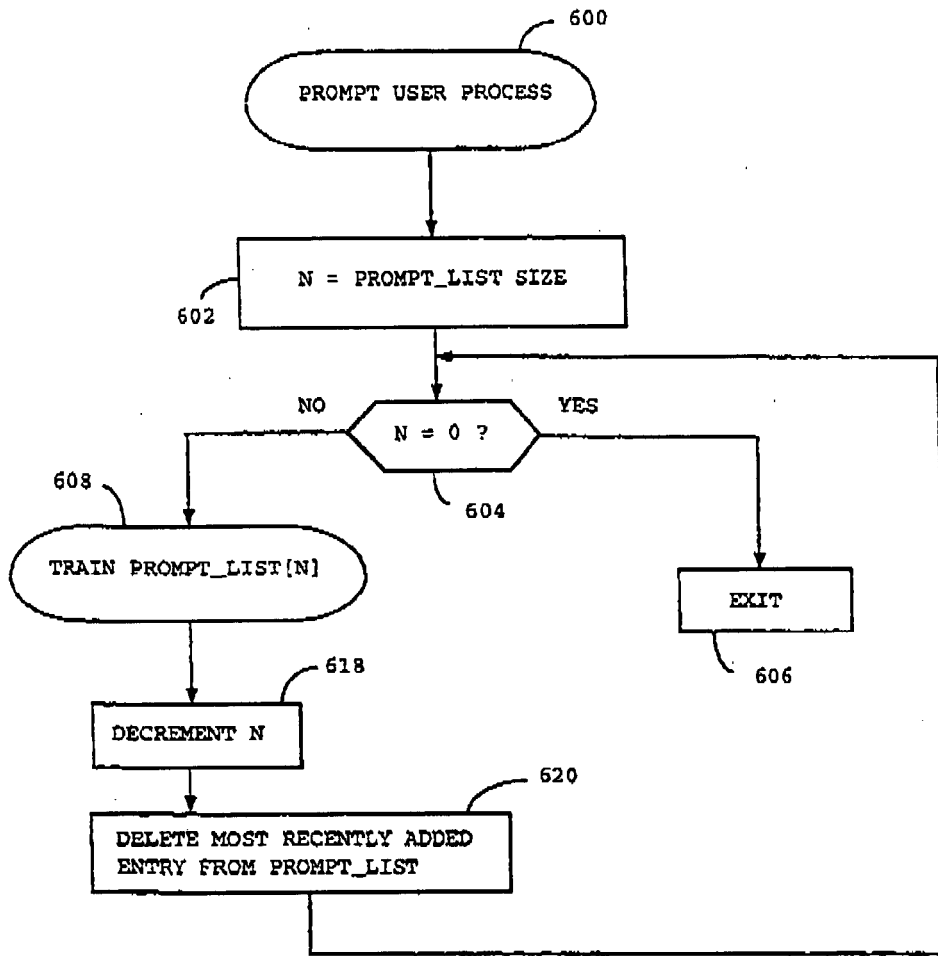 600
PROMPT USER PROCESS
N = PROMPT_LIST SIZE
602
NO
YES
N = 0 ?
604
608
TRAIN PROMPT_LIST[N]
EXIT
606
618
DECREMENT N
620
DELETE MOST RECENTLY ADDED
ENTRY FROM PROMPT_LIST